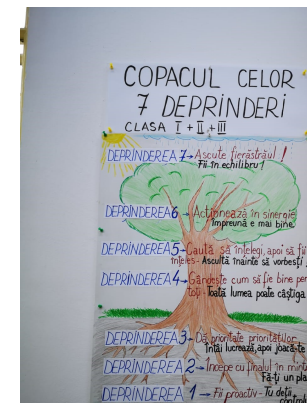 COPACUL CELOR
7 DEPRINDERI
CLASA I + II + III
DEPRINDEREA 7 - Ascute fierăstrăul!
Fii în echilibru!
DEPRINDEREA 6 - Acționează în sinergie
Împreună e mai bine
DEPRINDEREA 5 - Caută să înțelegi, apoi să fii
înțeles - Ascultă înainte să vorbești
DEPRINDEREA 4 - Gândește cum să fie bine pen
toți - Toată lumea poate câștiga
DEPRINDEREA 3 - Dă prioritate priorităților
Întâi lucrează, apoi joacă-te
DEPRINDEREA 2 - Începe cu finalul în minte
Fă-ți un pla
DEPRINDEREA 1 - Fii proactiv - Tu deții